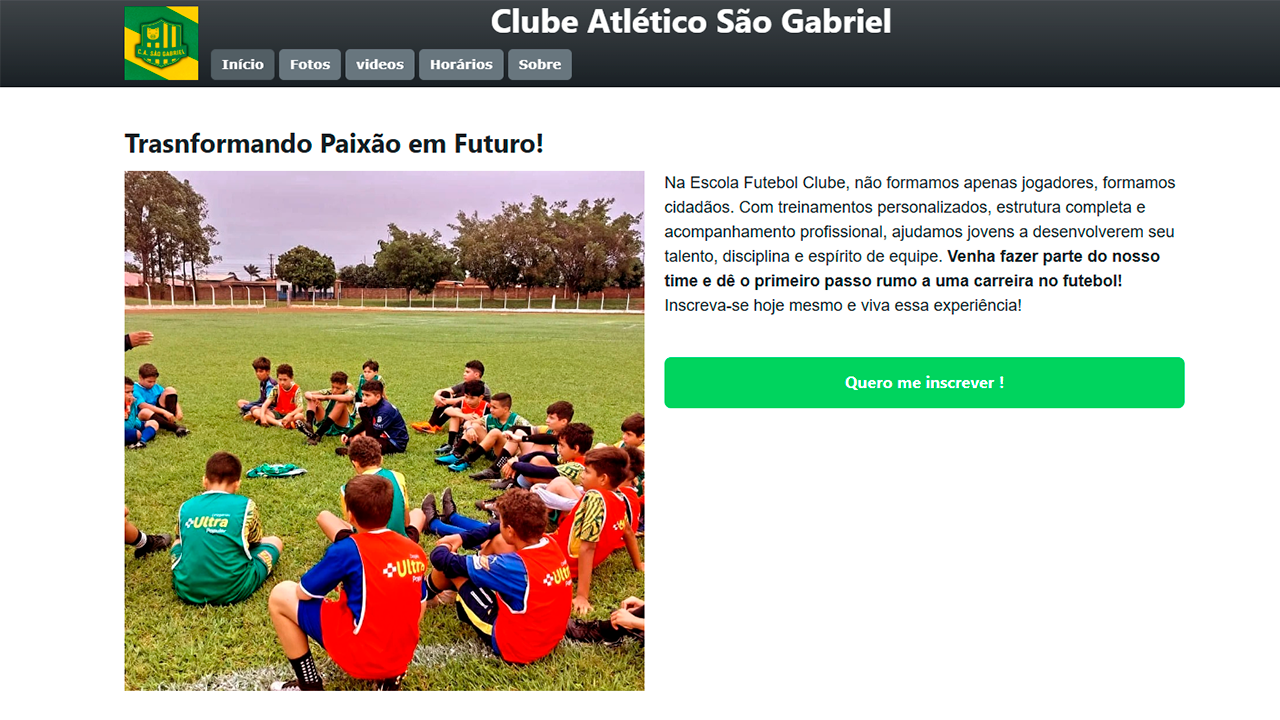 Clube Atlético São Gabriel
C.A. SÃO GABRIEL
Início Fotos videos Horários Sobre
Trasnformando Paixão em Futuro!
Na Escola Futebol Clube, não formamos apenas jogadores, formamos
cidadãos. Com treinamentos personalizados, estrutura completa e
acompanhamento profissional, ajudamos jovens a desenvolverem seu
talento, disciplina e espírito de equipe. Venha fazer parte do nosso
time e dê o primeiro passo rumo a uma carreira no futebol!
Inscreva-se hoje mesmo e viva essa experiência!
Quero me inscrever !
Ultra
Ultra
Ultra